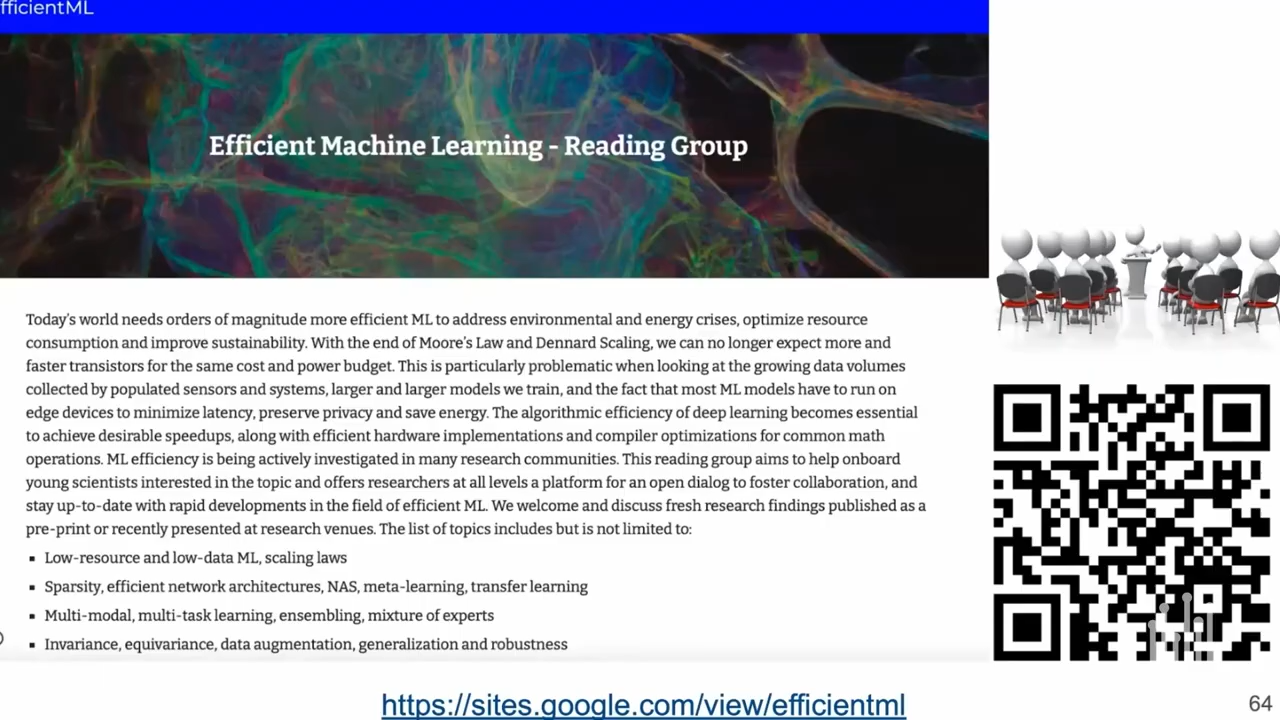 fficientML
Efficient Machine Learning - Reading Group
Today's world needs orders of magnitude more efficient ML to address environmental and energy crises, optimize resource
consumption and improve sustainability. With the end of Moore's Law and Dennard Scaling, we can no longer expect more and
faster transistors for the same cost and power budget. This is particularly problematic when looking at the growing data volumes
collected by populated sensors and systems, larger and larger models we train, and the fact that most ML models have to run on
edge devices to minimize latency, preserve privacy and save energy. The algorithmic efficiency of deep learning becomes essential
to achieve desirable speedups, along with efficient hardware implementations and compiler optimizations for common math
operations. ML efficiency is being actively investigated in many research communities. This reading group aims to help onboard
young scientists interested in the topic and offers researchers at all levels a platform for an open dialog to foster collaboration, and
stay up-to-date with rapid developments in the field of efficient ML. We welcome and discuss fresh research findings published as a
pre-print or recently presented at research venues. The list of topics includes but is not limited to:
▪ Low-resource and low-data ML, scaling laws
▪ Sparsity, efficient network architectures, NAS, meta-learning, transfer learning
▪ Multi-modal, multi-task learning, ensembling, mixture of experts
▪ Invariance, equivariance, data augmentation, generalization and robustness
https://sites.google.com/view/efficientml
64